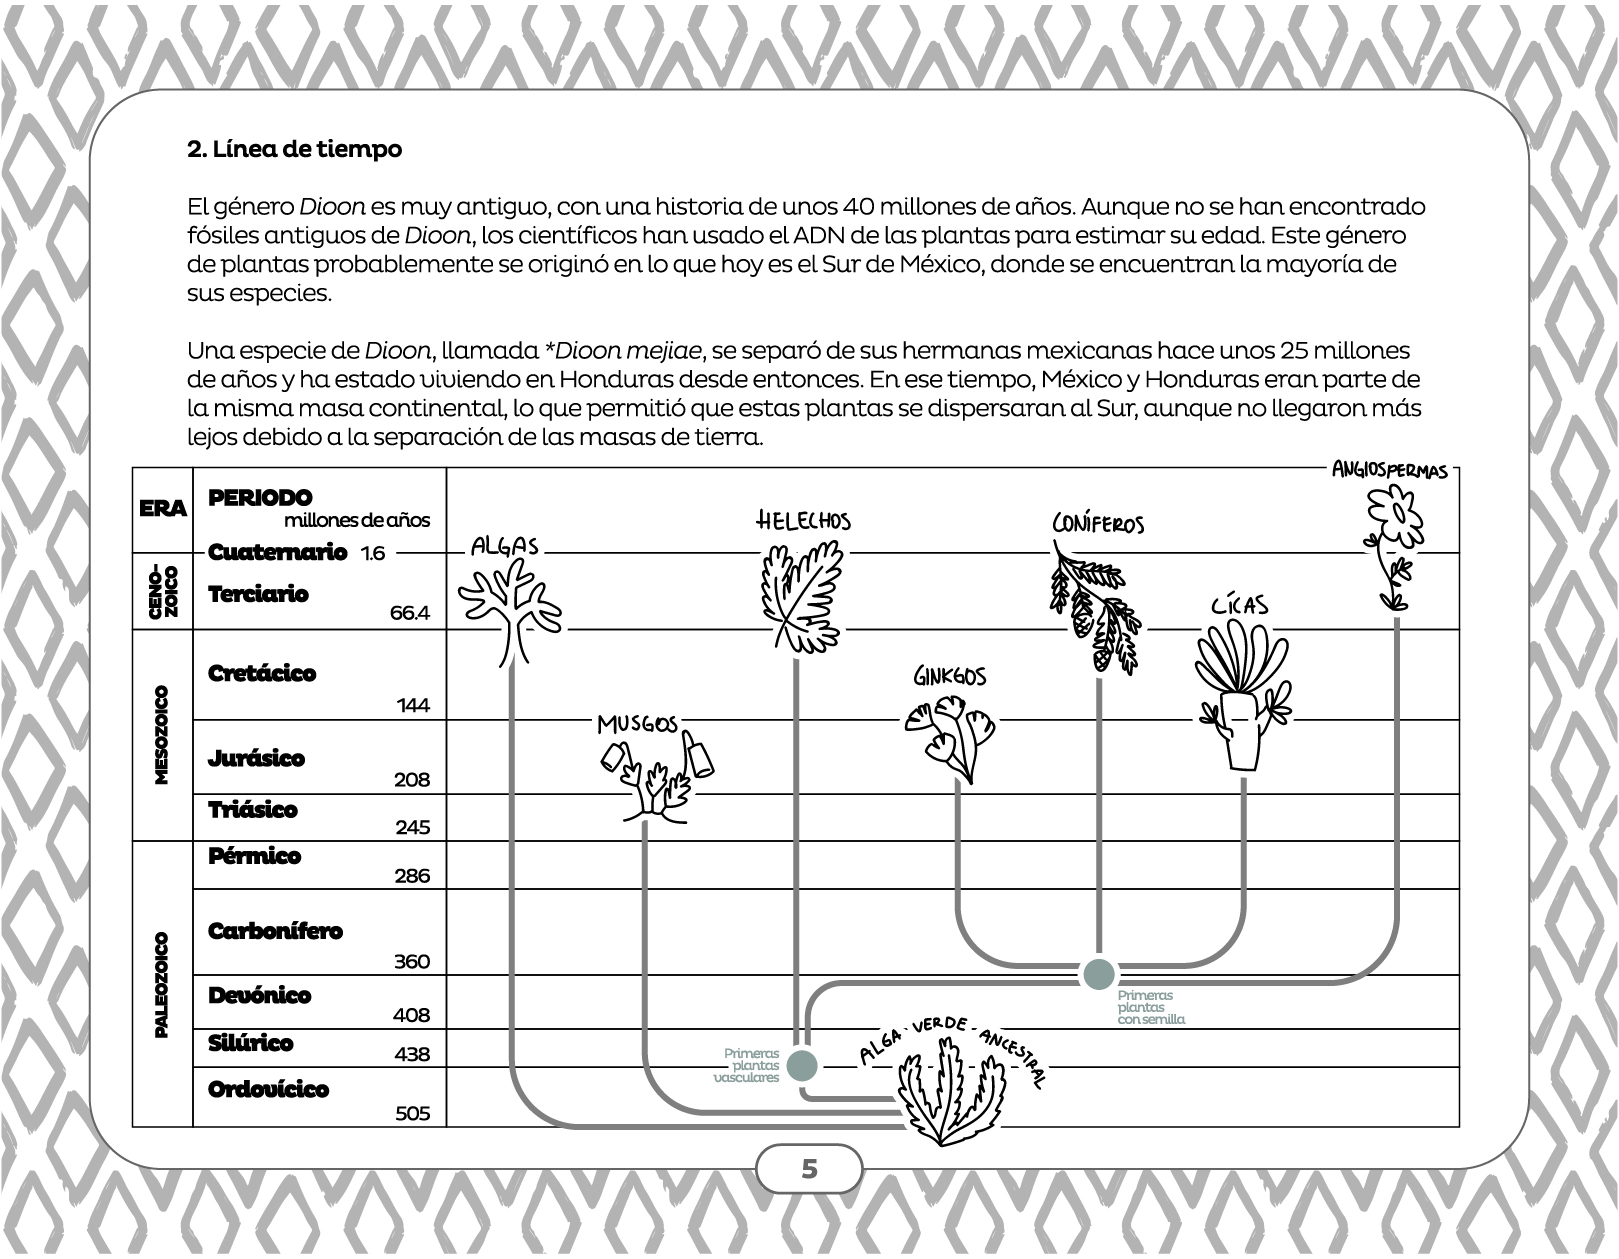 2. Línea de tiempo
El género Dioon es muy antiguo, con una historia de unos 40 millones de años. Aunque no se han encontrado
fósiles antiguos de Dioon, los científicos han usado el ADN de las plantas para estimar su edad. Este género
de plantas probablemente se originó en lo que hoy es el Sur de México, donde se encuentran la mayoría de
sus especies.
Una especie de Dioon, llamada *Dioon mejiae, se separó de sus hermanas mexicanas hace unos 25 millones
de años y ha estado viviendo en Honduras desde entonces. En ese tiempo, México y Honduras eran parte de
la misma masa continental, lo que permitió que estas plantas se dispersaran al Sur, aunque no llegaron más
lejos debido a la separación de las masas de tierra.
ERA
PERIODO
millones de años
CENO-
ZOICO
Cuaternario 1.6
Terciario
66.4
MESOZOICO
Cretácico
144
Jurásico
208
Triásico
245
PALEOZOICO
Pérmico
286
Carbonífero
360
Devónico
408
Silúrico
438
Ordovícico
505
ALGAS
MUSGOS
HELECHOS
GINKGOS
CONÍFEROS
CÍCAS
ANGIOSPERMAS
Primeras
plantas
con semilla
Primeras
plantas
vasculares
ALGA VERDE ANCESTRAL
5